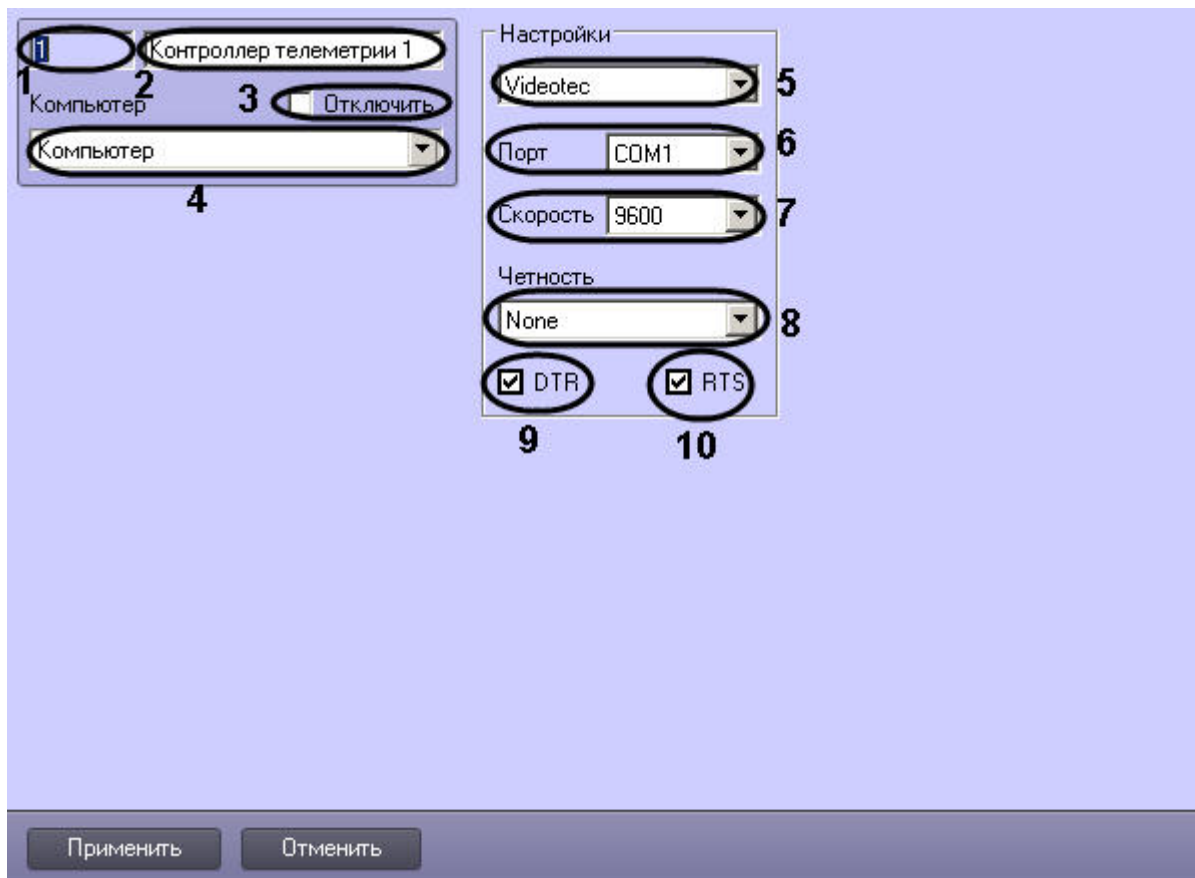 1 Контроллер телеметрии 1
1 2
Компьютер 3 Отключить
Компьютер
4
Настройки
Videotec 5
Порт COM1 6
Скорость 9600 7
Четность
None 8
DTR RTS
9 10
Применить Отменить